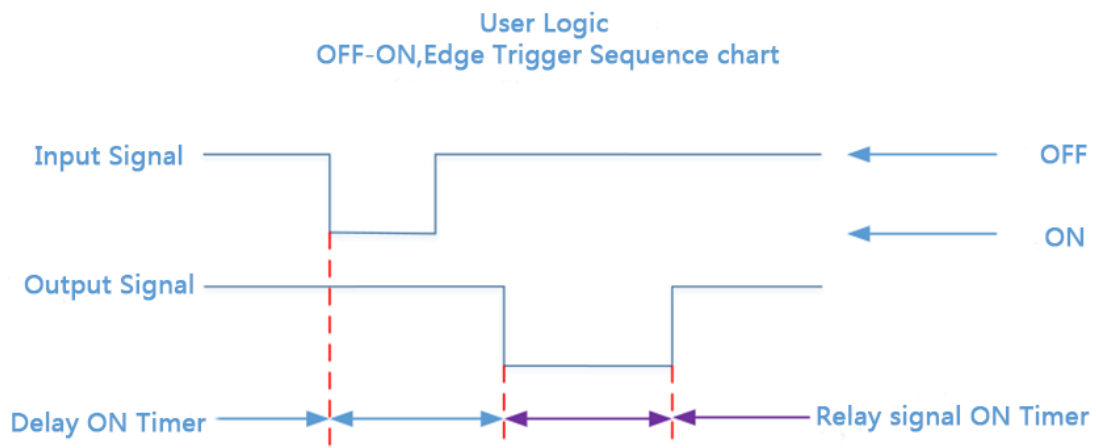 User Logic
OFF-ON,Edge Trigger Sequence chart
Input Signal
OFF
ON
Output Signal
Delay ON Timer
Relay signal ON Timer